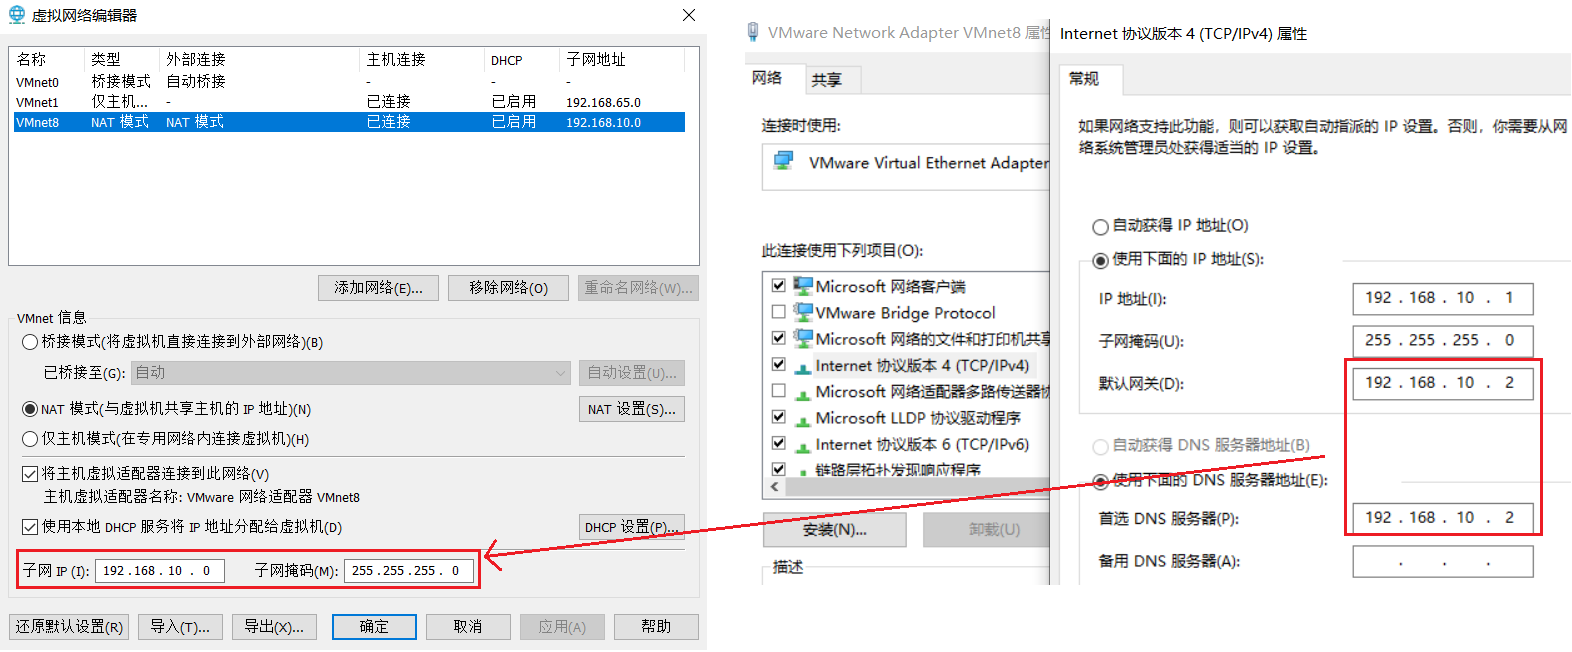 虚拟网络编辑器
名称 类型 外部连接 主机连接 DHCP 子网地址
VMnet0 桥接模式 自动桥接 - - -
VMnet1 仅主机... - 已连接 已启用 192.168.65.0
VMnet8 NAT 模式 NAT 模式 已连接 已启用 192.168.10.0
添加网络(E)... 移除网络(O) 重命名网络(W)...
VMnet 信息
桥接模式(将虚拟机直接连接到外部网络)(B)
已桥接至(G): 自动 自动设置(U)...
NAT 模式(与虚拟机共享主机的 IP 地址)(N) NAT 设置(S)...
仅主机模式(在专用网络内连接虚拟机)(H)
将主机虚拟适配器连接到此网络(V)
主机虚拟适配器名称: VMware 网络适配器 VMnet8
使用本地 DHCP 服务将 IP 地址分配给虚拟机(D) DHCP 设置(P)...
子网 IP (I): 192.168. 10 . 0 子网掩码(M): 255.255.255. 0
还原默认设置(R) 导入(T)... 导出(X)... 确定 取消 应用(A) 帮助
VMware Network Adapter VMnet8 属性
网络 共享
连接时使用:
VMware Virtual Ethernet Adapter
此连接使用下列项目(O):
Microsoft 网络客户端
VMware Bridge Protocol
Microsoft 网络的文件和打印机共享
Internet 协议版本 4 (TCP/IPv4)
Microsoft 网络适配器多路传送器协
Microsoft LLDP 协议驱动程序
Internet 协议版本 6 (TCP/IPv6)
链路层拓扑发现响应程序
安装(N)... 卸载(U)
描述
Internet 协议版本 4 (TCP/IPv4) 属性
常规
如果网络支持此功能，则可以获取自动指派的 IP 设置。否则，你需要从网
络系统管理员处获得适当的 IP 设置。
自动获得 IP 地址(O)
使用下面的 IP 地址(S):
IP 地址(I): 192 . 168 . 10 . 1
子网掩码(U): 255 . 255 . 255 . 0
默认网关(D): 192 . 168 . 10 . 2
自动获得 DNS 服务器地址(B)
使用下面的 DNS 服务器地址(E):
首选 DNS 服务器(P): 192 . 168 . 10 . 2
备用 DNS 服务器(A): . . .